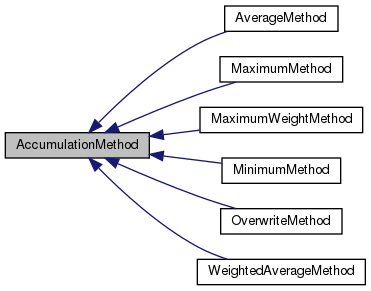 AverageMethod
MaximumMethod
MaximumWeightMethod
AccumulationMethod
MinimumMethod
OverwriteMethod
WeightedAverageMethod